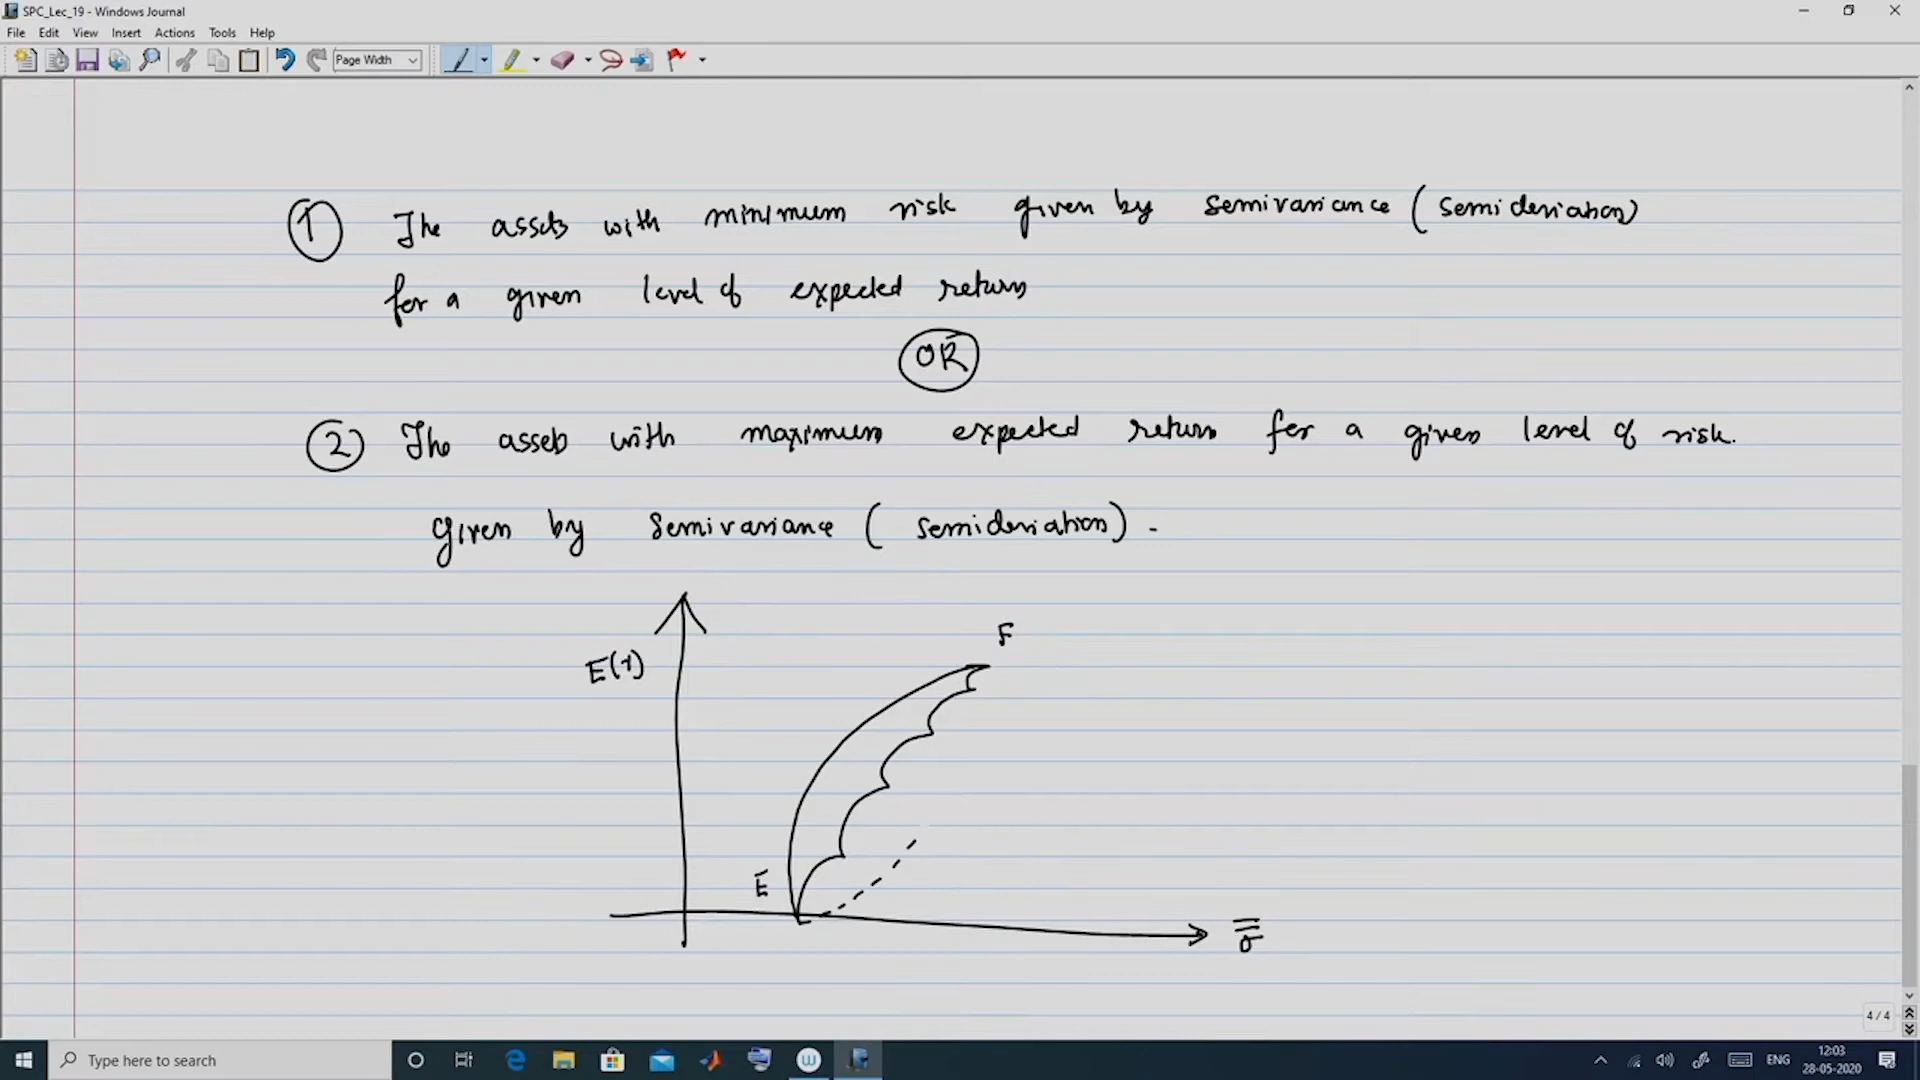 SPC_Lec_19 - Windows Journal
File Edit View Insert Actions Tools Help
Page Width
1 The assets with minimum risk given by semivariance (semideviation)
for a given level of expected return
OR
2 The assets with maximum expected return for a given level of risk.
given by semivariance (semideviation).
F
E(r)
E
σ̿
4 / 4
Type here to search
ENG
12:03
28-05-2020